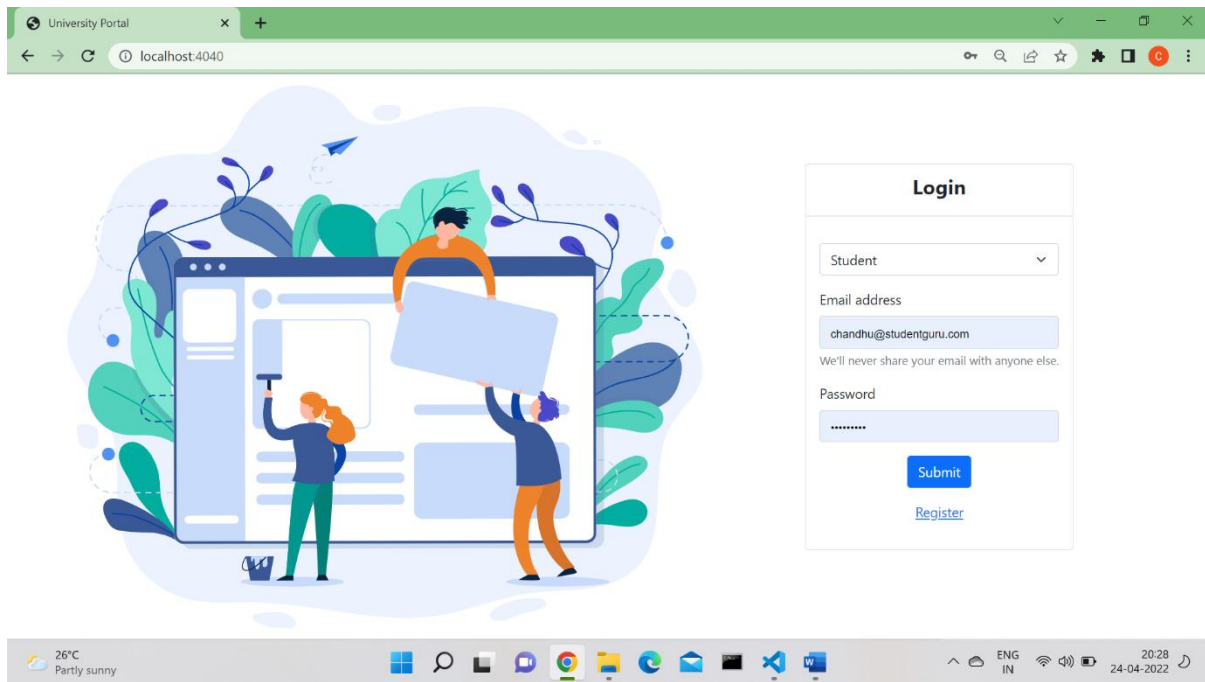 University Portal
localhost:4040
C
Login
Student
Email address
chandhu@studentguru.com
We'll never share your email with anyone else.
Password
Submit
Register
26°C
Partly sunny
W
ENG
IN
20:28
24-04-2022